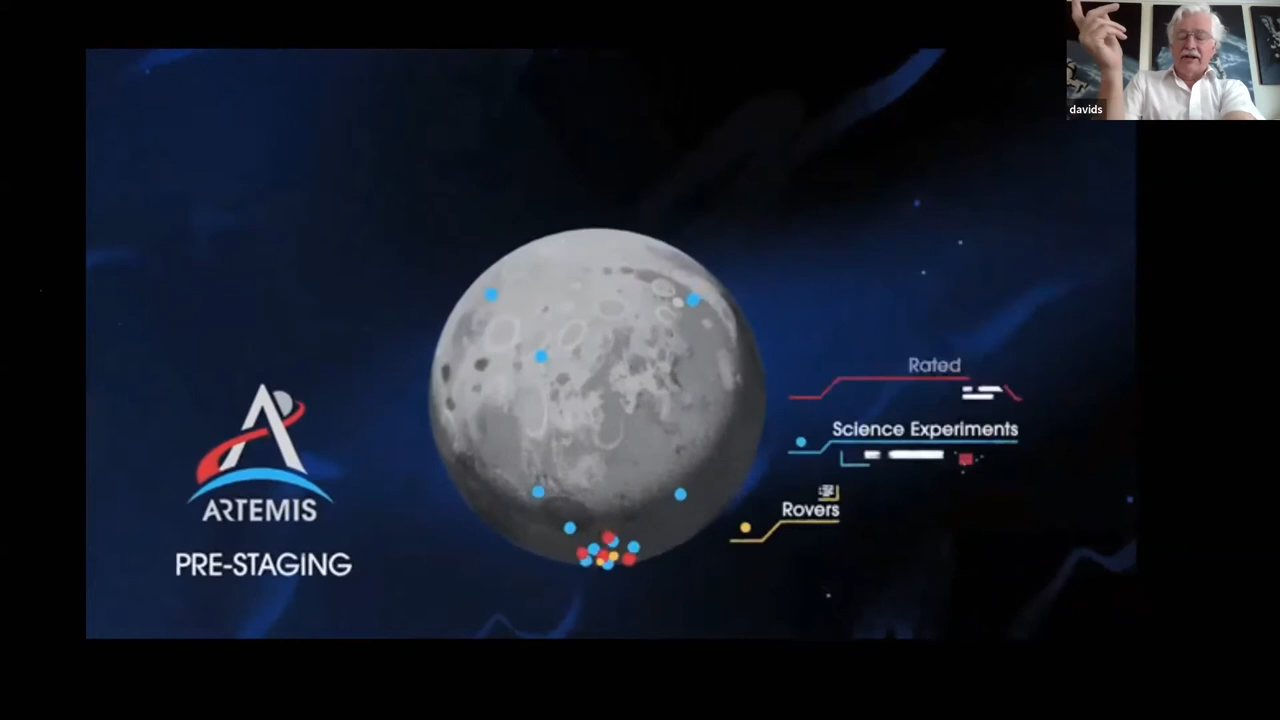 davids
Rated
Science Experiments
Rovers
ARTEMIS
PRE-STAGING